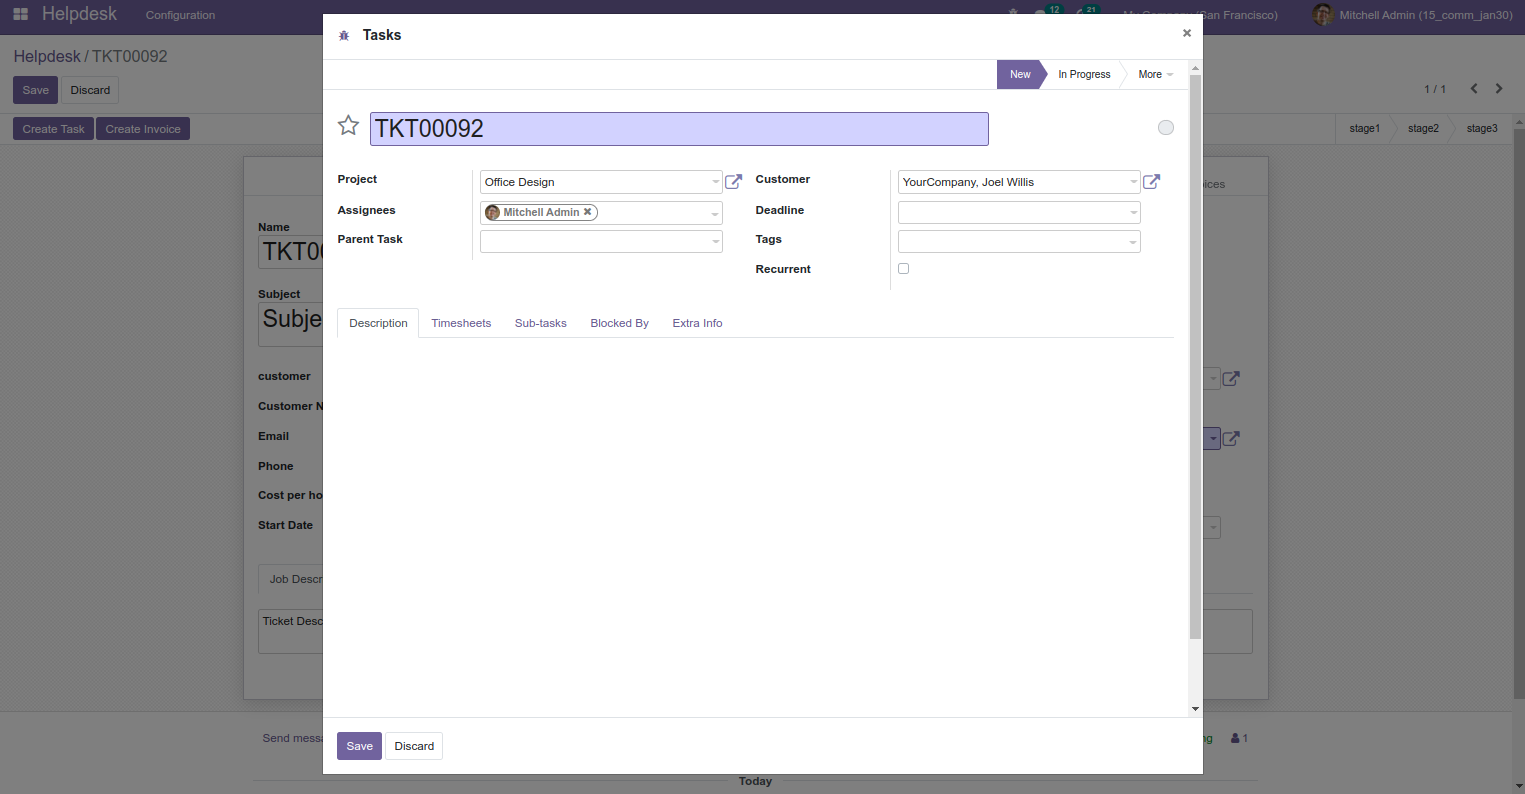 Helpdesk Configuration 12 21 My Company (San Francisco) Mitchell Admin (15_comm_jan30)
Helpdesk / TKT00092
Save Discard 1 / 1
Create Task Create Invoice stage1 stage2 stage3
Tasks ×
New In Progress More
TKT00092
Project Office Design Customer YourCompany, Joel Willis
Assignees Mitchell Admin Deadline
Parent Task Tags
Recurrent
Description Timesheets Sub-tasks Blocked By Extra Info
Save Discard
Name
TKT00
Subject
Subje
customer
Customer N
Email
Phone
Cost per ho
Start Date
Job Descr
Ticket Desc
Send messa
1
Today